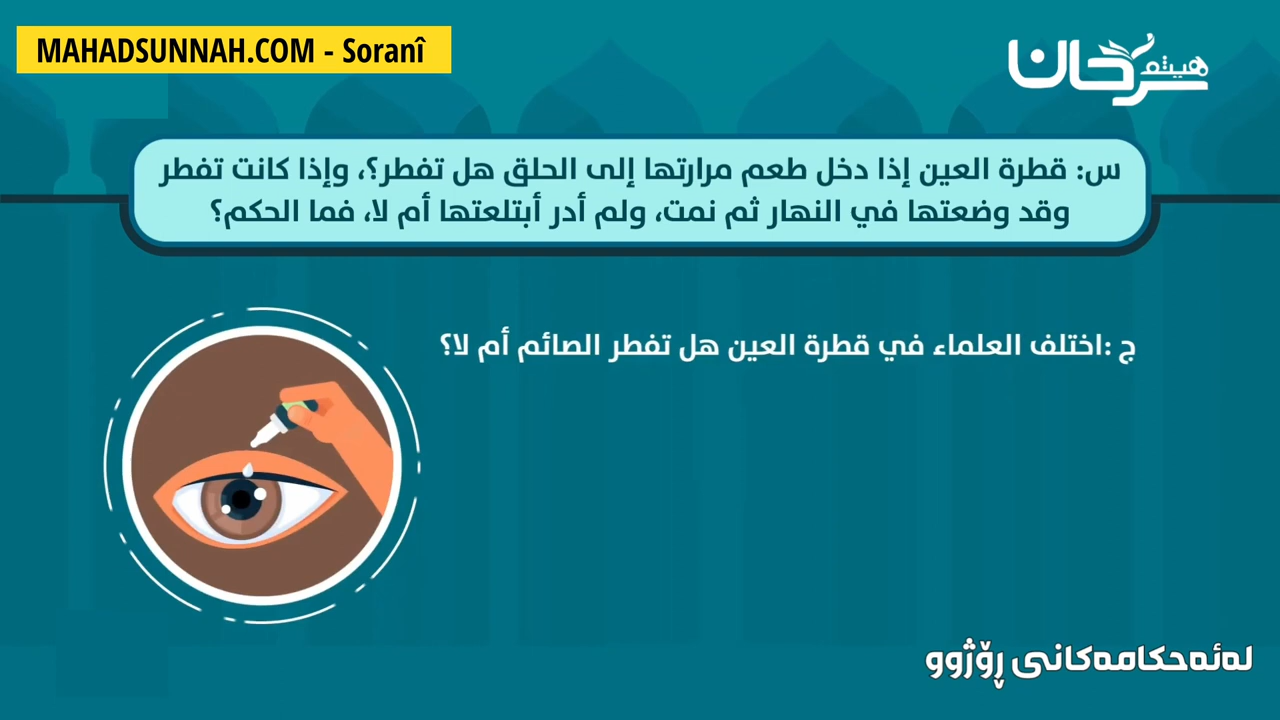 MAHADSUNNAH.COM - Soranî
هيثم
سرحان
س: قطرة العين إذا دخل طعم مرارتها إلى الحلق هل تفطر؟، وإذا كانت تفطر
وقد وضعتها في النهار ثم نمت، ولم أدر أبتلعتها أم لا، فما الحكم؟
ج :اختلف العلماء في قطرة العين هل تفطر الصائم أم لا؟
لەئەحکامەکانی ڕۆژوو